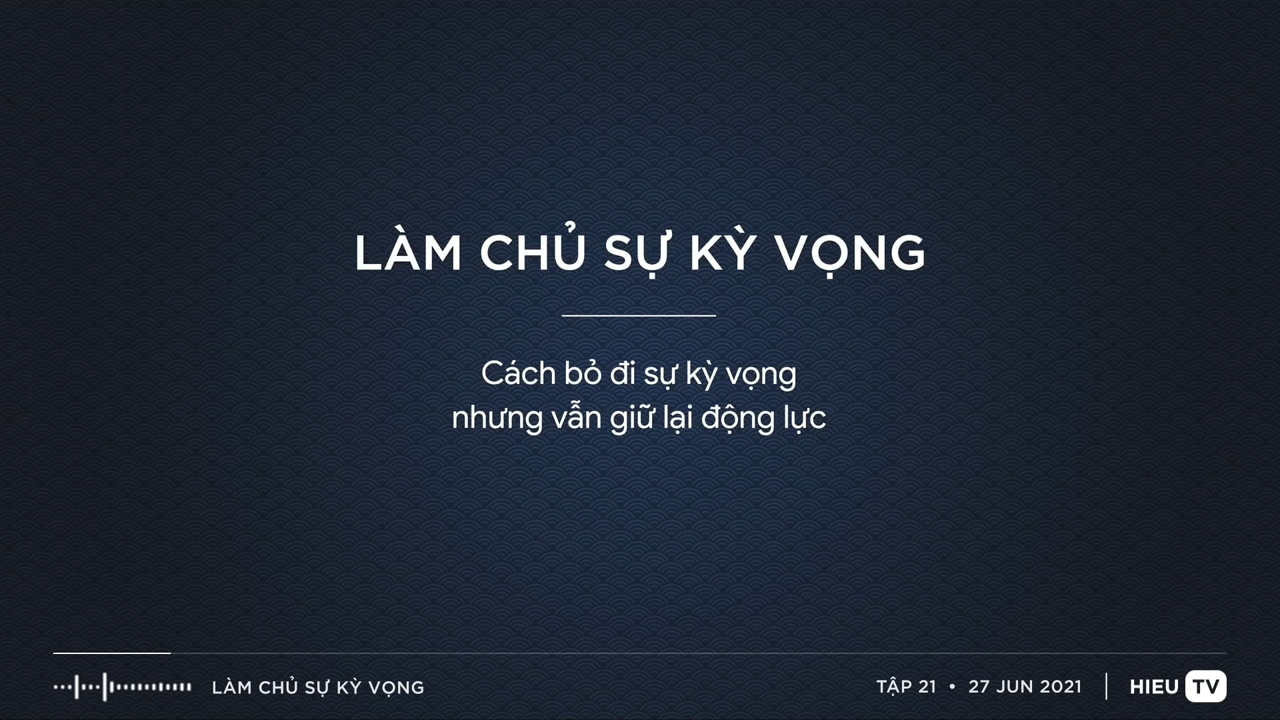 LÀM CHỦ SỰ KỲ VỌNG
Cách bỏ đi sự kỳ vọng
nhưng vẫn giữ lại động lực
LÀM CHỦ SỰ KỲ VỌNG
TẬP 21 • 27 JUN 2021 | HIEU TV